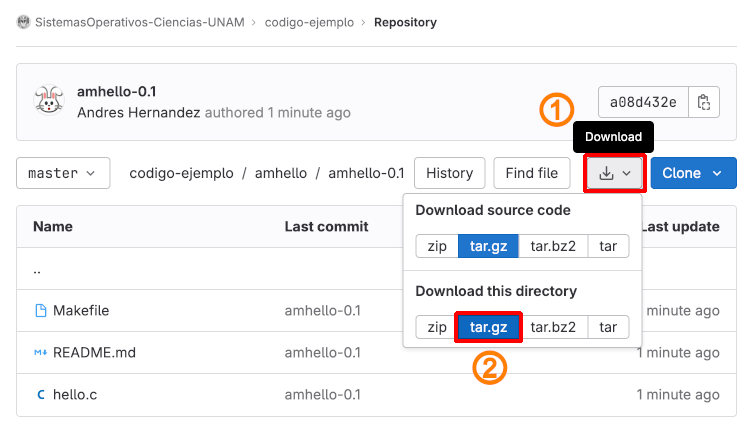 SistemasOperativos-Ciencias-UNAM > codigo-ejemplo > Repository
amhello-0.1
Andres Hernandez authored 1 minute ago
a08d432e
1
Download
master
codigo-ejemplo / amhello / amhello-0.1
History
Find file
Clone
Download source code
zip tar.gz tar.bz2 tar
Download this directory
zip tar.gz tar.bz2 tar
2
Name Last commit Last update
..
Makefile amhello-0.1 minute ago
README.md amhello-0.1 1 minute ago
C hello.c amhello-0.1 1 minute ago